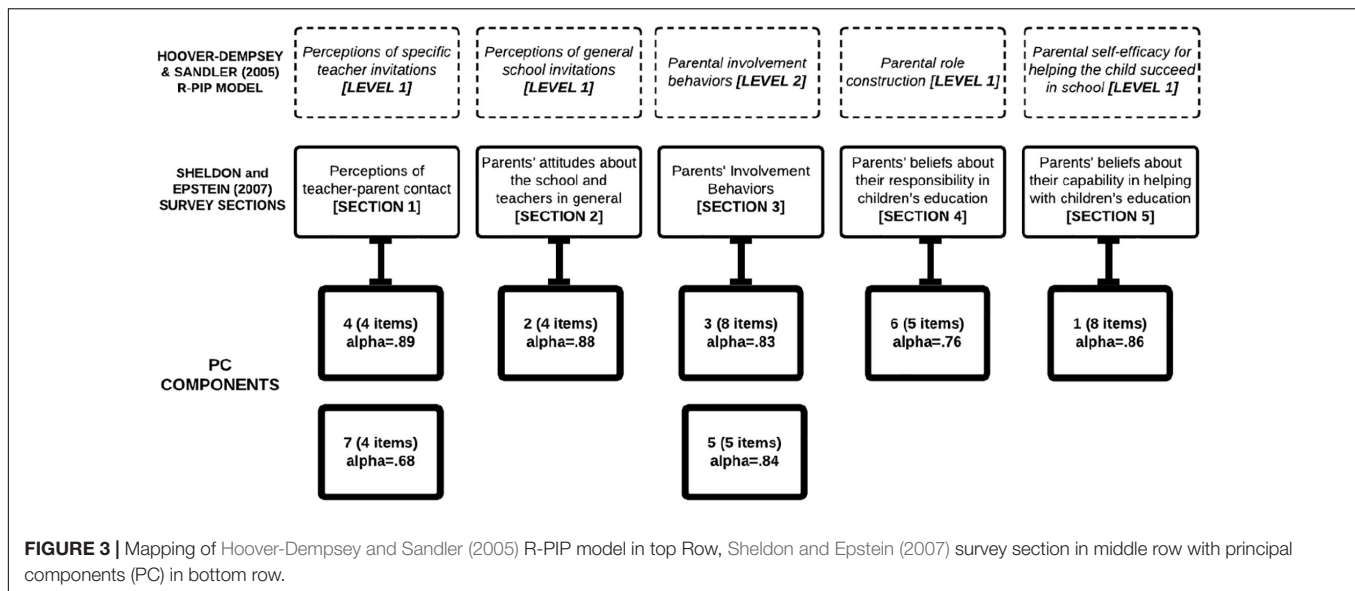 HOOVER-DEMPSEY
& SANDLER (2005)
R-PIP MODEL
Perceptions of specific
teacher invitations
[LEVEL 1]
Perceptions of general
school invitations
[LEVEL 1]
Parental involvement
behaviors [LEVEL 2]
Parental role
construction [LEVEL 1]
Parental self-efficacy for
helping the child succeed
in school [LEVEL 1]
SHELDON and
EPSTEIN (2007)
SURVEY SECTIONS
Perceptions of
teacher-parent contact
[SECTION 1]
Parents' attitudes about
the school and
teachers in general
[SECTION 2]
Parents' Involvement
Behaviors
[SECTION 3]
Parents' beliefs about
their responsibility in
children's education
[SECTION 4]
Parents' beliefs about
their capability in helping
with children's education
[SECTION 5]
PC
COMPONENTS
4 (4 items)
alpha=.89
2 (4 items)
alpha=.88
3 (8 items)
alpha=.83
6 (5 items)
alpha=.76
1 (8 items)
alpha=.86
7 (4 items)
alpha=.68
5 (5 items)
alpha=.84
FIGURE 3 | Mapping of Hoover-Dempsey and Sandler (2005) R-PIP model in top Row, Sheldon and Epstein (2007) survey section in middle row with principal
components (PC) in bottom row.